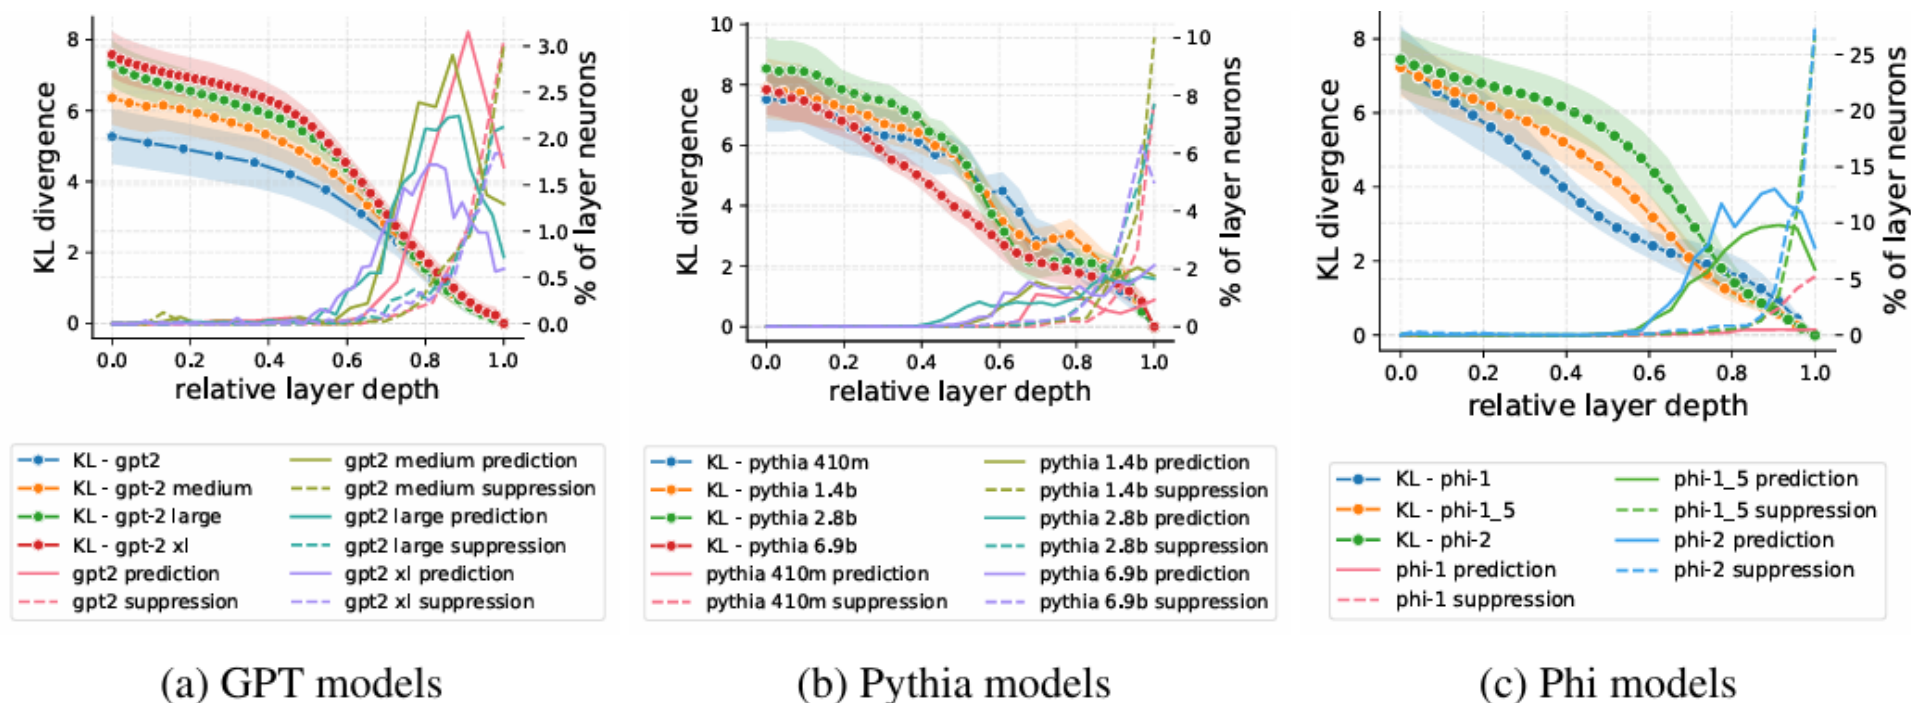 8
6
4
2
0
KL divergence
3.0
2.5
2.0
1.5
1.0
0.5
0.0
% of layer neurons
0.0 0.2 0.4 0.6 0.8 1.0
relative layer depth
KL - gpt2
KL - gpt-2 medium
KL - gpt-2 large
KL - gpt-2 xl
gpt2 prediction
gpt2 suppression
gpt2 medium prediction
gpt2 medium suppression
gpt2 large prediction
gpt2 large suppression
gpt2 xl prediction
gpt2 xl suppression
(a) GPT models
10
8
6
4
2
0
KL divergence
10
8
6
4
2
0
% of layer neurons
0.0 0.2 0.4 0.6 0.8 1.0
relative layer depth
KL - pythia 410m
KL - pythia 1.4b
KL - pythia 2.8b
KL - pythia 6.9b
pythia 410m prediction
pythia 410m suppression
pythia 1.4b prediction
pythia 1.4b suppression
pythia 2.8b prediction
pythia 2.8b suppression
pythia 6.9b prediction
pythia 6.9b suppression
(b) Pythia models
8
6
4
2
0
KL divergence
25
20
15
10
5
0
% of layer neurons
0.0 0.2 0.4 0.6 0.8 1.0
relative layer depth
KL - phi-1
KL - phi-1_5
KL - phi-2
phi-1 prediction
phi-1 suppression
phi-1_5 prediction
phi-1_5 suppression
phi-2 prediction
phi-2 suppression
(c) Phi models